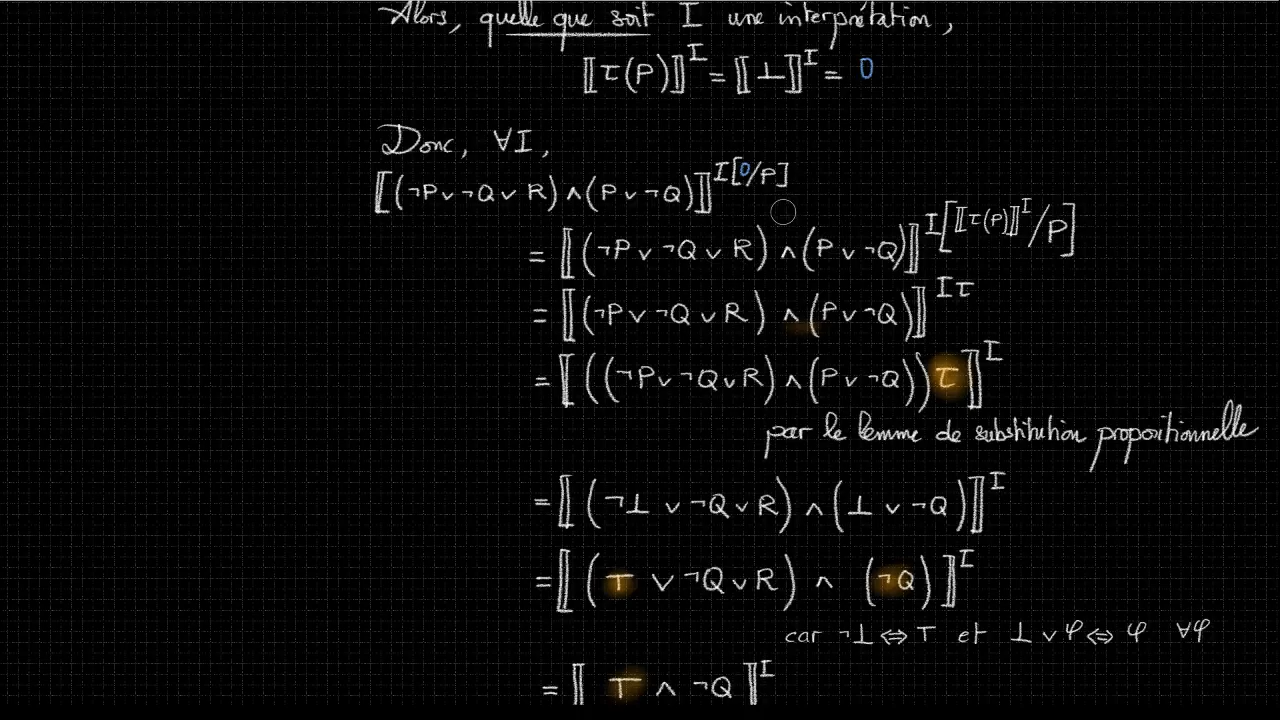 Alors, quelle que soit I une interprétation,
⟦τ(P)⟧^I = ⟦⊥⟧^I = 0
Donc, ∀I,
⟦(¬P ∨ ¬Q ∨ R) ∧ (P ∨ ¬Q)⟧^I[0/P]
= ⟦(¬P ∨ ¬Q ∨ R) ∧ (P ∨ ¬Q)⟧^I[⟦τ(P)⟧^I/P]
= ⟦(¬P ∨ ¬Q ∨ R) ∧ (P ∨ ¬Q)⟧^Iτ
= ⟦((¬P ∨ ¬Q ∨ R) ∧ (P ∨ ¬Q))τ⟧^I
par le lemme de substitution propositionnelle
= ⟦(¬⊥ ∨ ¬Q ∨ R) ∧ (⊥ ∨ ¬Q)⟧^I
= ⟦(⊤ ∨ ¬Q ∨ R) ∧ (¬Q)⟧^I
car ¬⊥ ⇔ ⊤ et ⊥ ∨ φ ⇔ φ ∀φ
= ⟦⊤ ∧ ¬Q⟧^I